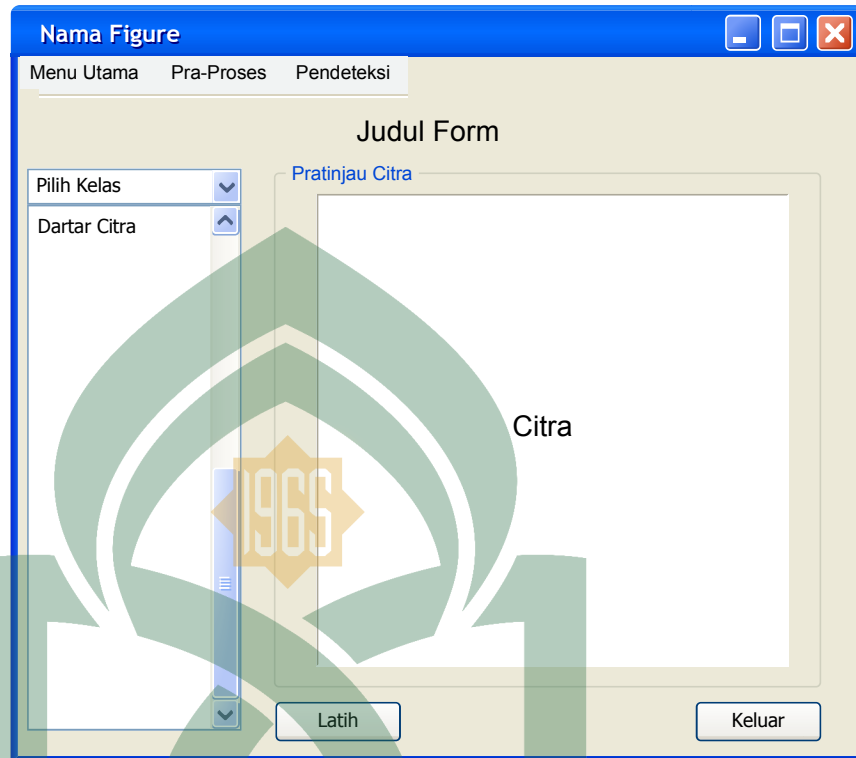 Nama Figure
Menu Utama Pra-Proses Pendeteksi
Judul Form
Pilih Kelas
Pratinjau Citra
Dartar Citra
Citra
1965
Latih
Keluar